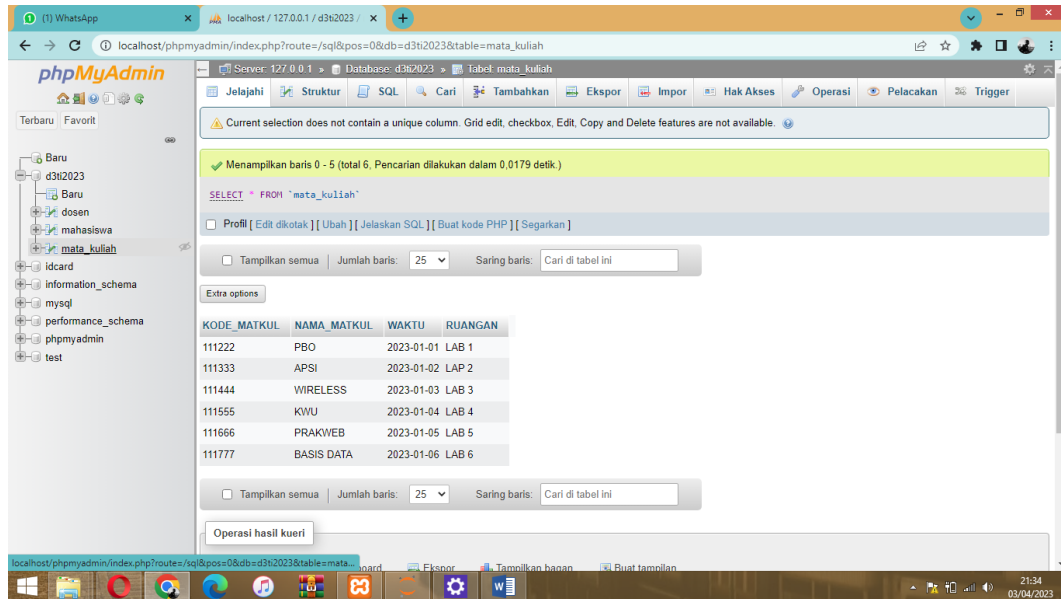 (1) WhatsApp
localhost / 127.0.0.1 / d3ti2023 /
localhost/phpmyadmin/index.php?route=/sql&pos=0&db=d3ti2023&table=mata_kuliah
phpMyAdmin
Terbaru Favorit
Baru
d3ti2023
Baru
dosen
mahasiswa
mata_kuliah
idcard
information_schema
mysql
performance_schema
phpmyadmin
test
Server: 127.0.0.1 » Database: d3ti2023 » Tabel: mata_kuliah
Jelajahi Struktur SQL Cari Tambahkan Ekspor Impor Hak Akses Operasi Pelacakan Trigger
Current selection does not contain a unique column. Grid edit, checkbox, Edit, Copy and Delete features are not available.
Menampilkan baris 0 - 5 (total 6, Pencarian dilakukan dalam 0,0179 detik.)
SELECT * FROM `mata_kuliah`
Profil [ Edit dikotak ] [ Ubah ] [ Jelaskan SQL ] [ Buat kode PHP ] [ Segarkan ]
Tampilkan semua | Jumlah baris: 25 Saring baris: Cari di tabel ini
Extra options
KODE_MATKUL NAMA_MATKUL WAKTU RUANGAN
111222 PBO 2023-01-01 LAB 1
111333 APSI 2023-01-02 LAP 2
111444 WIRELESS 2023-01-03 LAB 3
111555 KWU 2023-01-04 LAB 4
111666 PRAKWEB 2023-01-05 LAB 5
111777 BASIS DATA 2023-01-06 LAB 6
Tampilkan semua | Jumlah baris: 25 Saring baris: Cari di tabel ini
Operasi hasil kueri
localhost/phpmyadmin/index.php?route=/sql&pos=0&db=d3ti2023&table=mata...
Ekspor Tampilkan bagan Buat tampilan
21:34
03/04/2023